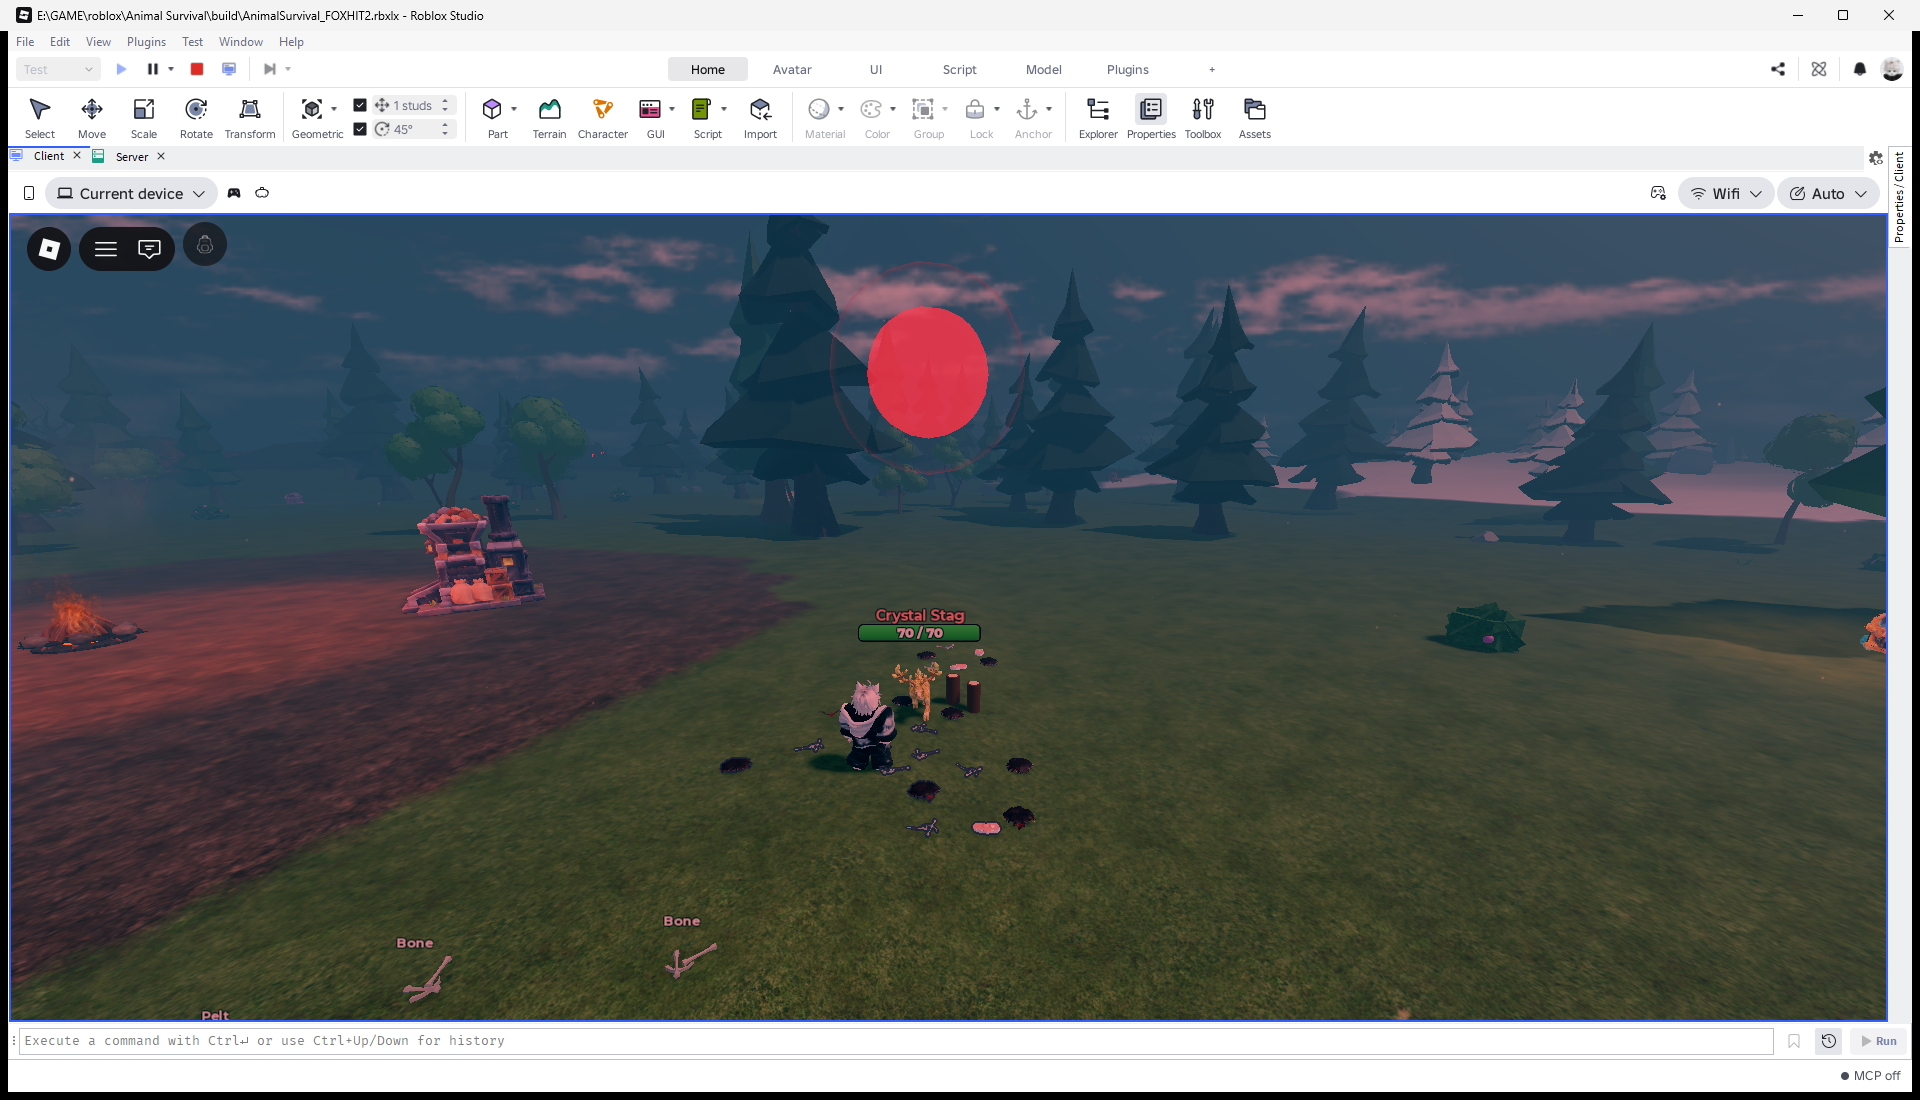 E:\GAME\roblox\Animal Survival\build\AnimalSurvival_FOXHIT2.rbxlx - Roblox Studio
File Edit View Plugins Test Window Help
Test
Home Avatar UI Script Model Plugins +
1 studs
45°
Select Move Scale Rotate Transform Geometric Part Terrain Character GUI Script Import Material Color Group Lock Anchor Explorer Properties Toolbox Assets
Client Server
Properties / Client
Current device
Wifi Auto
Crystal Stag
70 / 70
Bone
Bone
Pelt
Execute a command with Ctrl↵ or use Ctrl+Up/Down for history
Run
MCP off